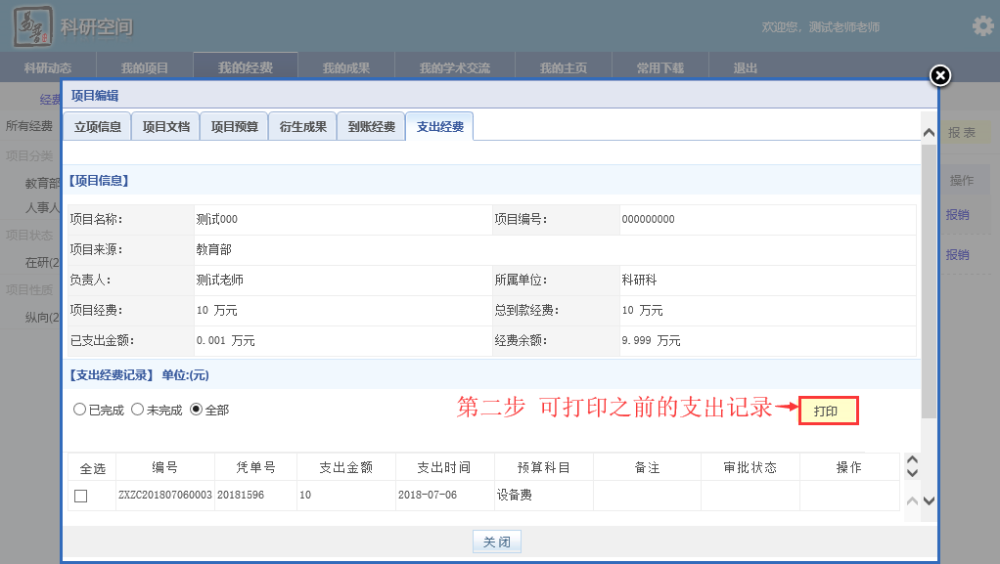 科研空间
欢迎您，测试老师老师
科研动态 我的项目 我的经费 我的成果 我的学术交流 我的主页 常用下载 退出
项目编辑
立项信息 项目文档 项目预算 衍生成果 到账经费 支出经费
所有经费
报 表
项目分类
【项目信息】
操作
教育部
人事人
报销
项目名称： 测试000 项目编号： 000000000
项目状态
项目来源： 教育部
在研(2
报销
负责人： 测试老师 所属单位： 科研科
项目性质
项目经费： 10 万元 总到款经费： 10 万元
纵向(2
已支出金额： 0.001 万元 经费余额： 9.999 万元
【支出经费记录】 单位:(元)
已完成 未完成 全部
第二步 可打印之前的支出记录
打印
全选 编号 凭单号 支出金额 支出时间 预算科目 备注 审批状态 操作
ZXZC201807060003 20181596 10 2018-07-06 设备费
关 闭